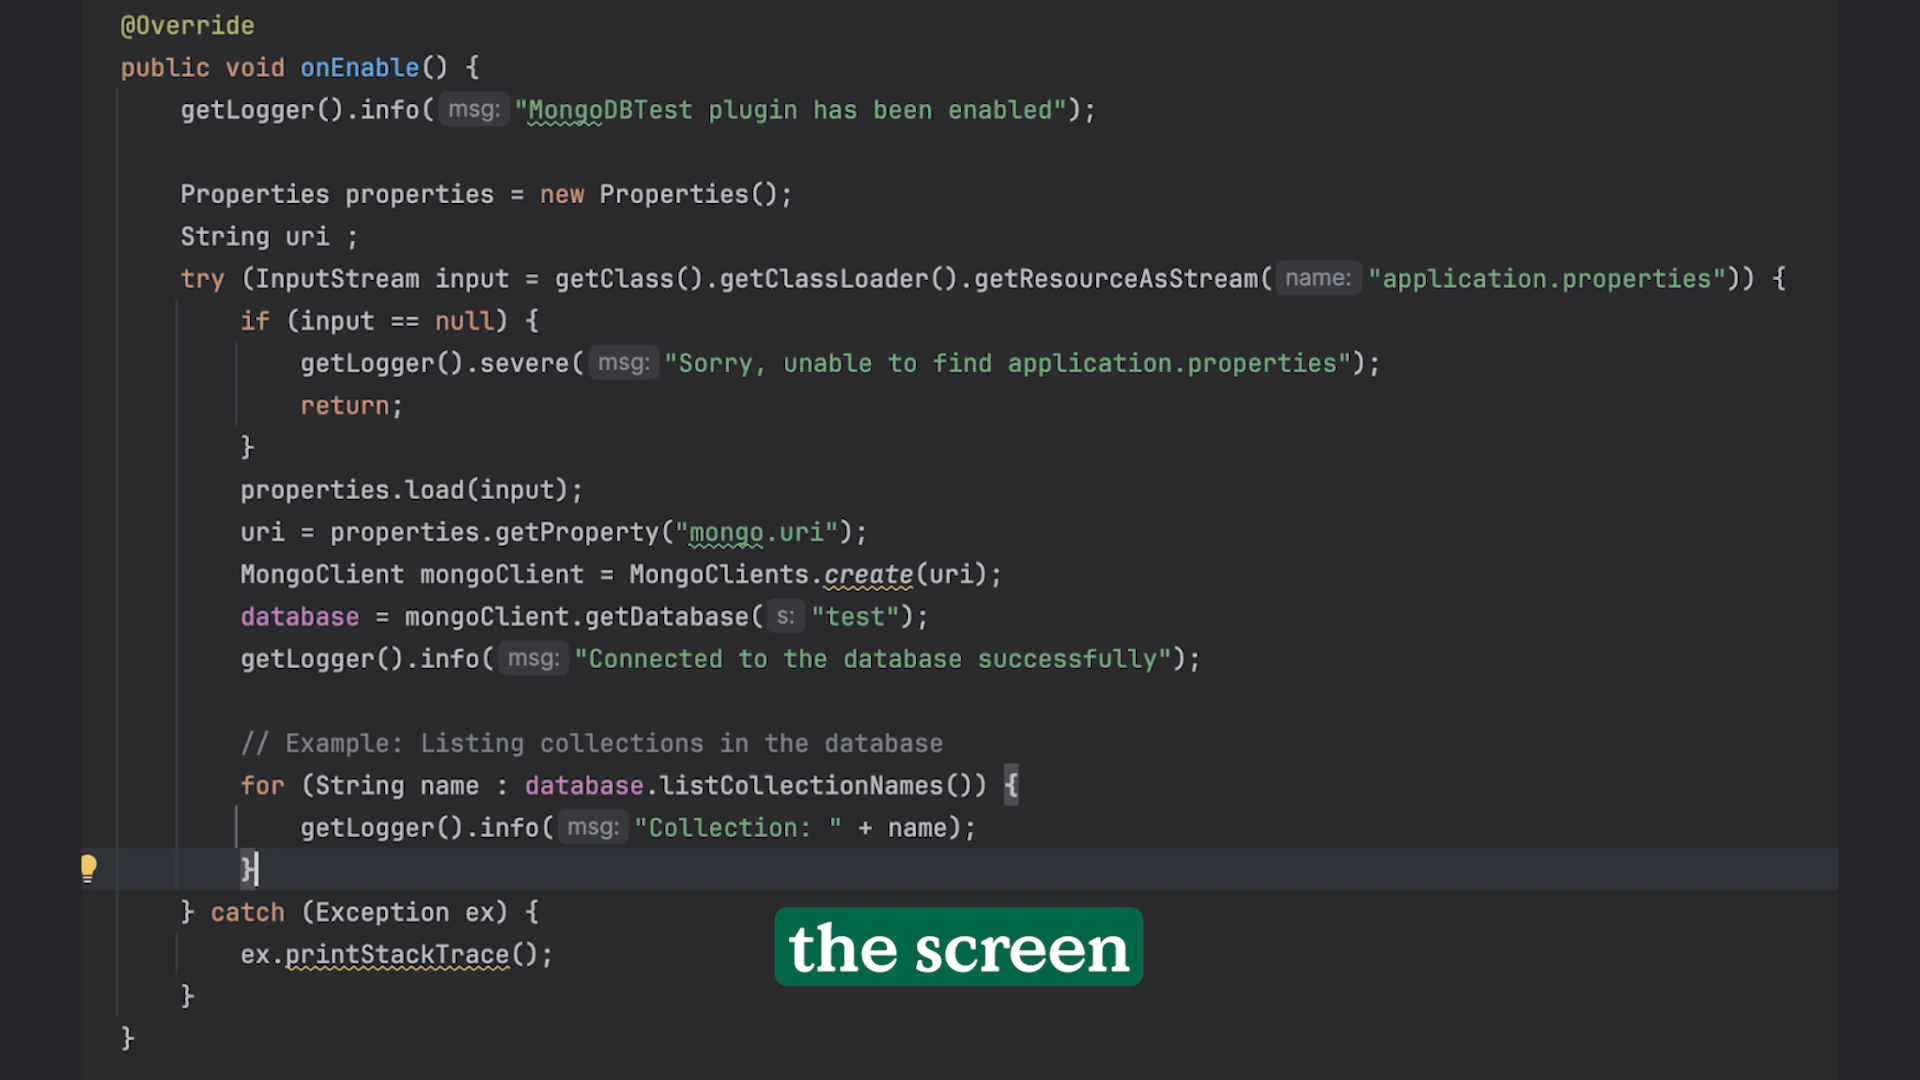 @Override
public void onEnable() {
getLogger().info( msg: "MongoDBTest plugin has been enabled");
Properties properties = new Properties();
String uri ;
try (InputStream input = getClass().getClassLoader().getResourceAsStream( name: "application.properties")) {
if (input == null) {
getLogger().severe( msg: "Sorry, unable to find application.properties");
return;
}
properties.load(input);
uri = properties.getProperty("mongo.uri");
MongoClient mongoClient = MongoClients.create(uri);
database = mongoClient.getDatabase( s: "test");
getLogger().info( msg: "Connected to the database successfully");
// Example: Listing collections in the database
for (String name : database.listCollectionNames()) {
getLogger().info( msg: "Collection: " + name);
}
} catch (Exception ex) {
ex.printStackTrace();
}
}
the screen